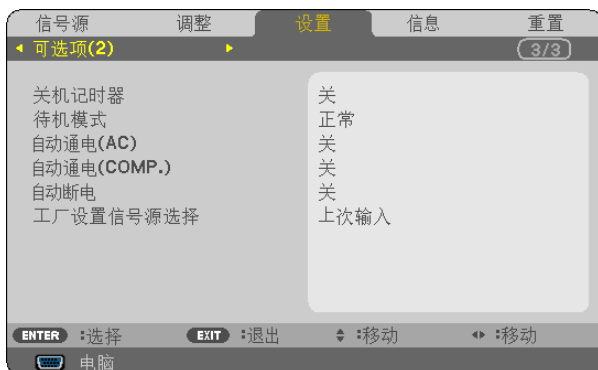 信号源 调整 设置 信息 重置
可选项(2) 3/3
关机记时器 关
待机模式 正常
自动通电(AC) 关
自动通电(COMP.) 关
自动断电 关
工厂设置信号源选择 上次输入
ENTER :选择 EXIT :退出 :移动 :移动
电脑